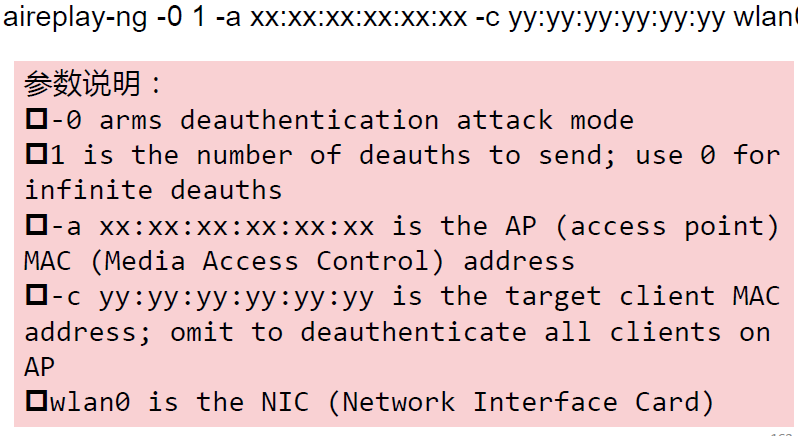 aireplay-ng -0 1 -a xx:xx:xx:xx:xx:xx -c yy:yy:yy:yy:yy:yy wlan0
参数说明：
-0 arms deauthentication attack mode
1 is the number of deauths to send; use 0 for
infinite deauths
-a xx:xx:xx:xx:xx:xx is the AP (access point)
MAC (Media Access Control) address
-c yy:yy:yy:yy:yy:yy is the target client MAC
address; omit to deauthenticate all clients on
AP
wlan0 is the NIC (Network Interface Card)